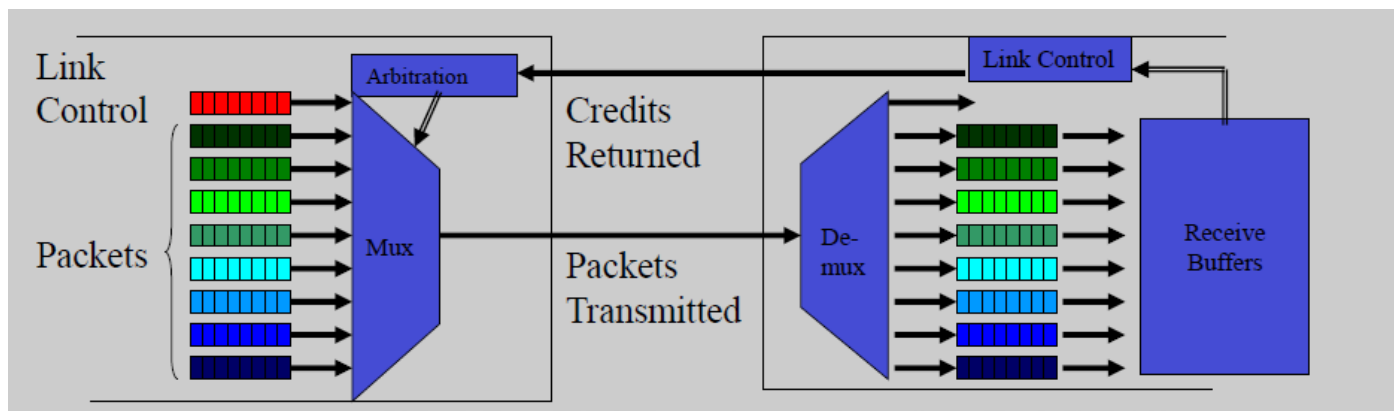 Link
Control
Packets
Arbitration
Mux
Credits
Returned
Packets
Transmitted
De-
mux
Link Control
Receive
Buffers